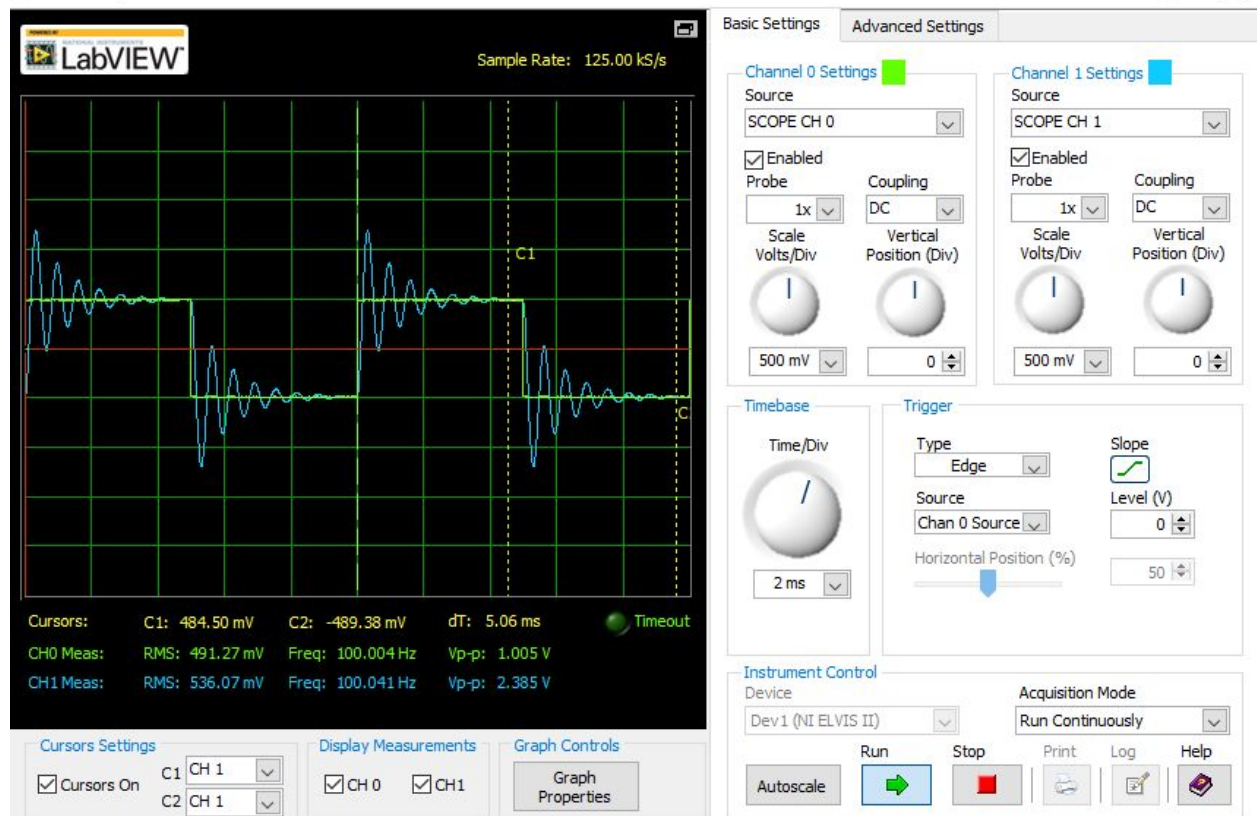 POWERED BY
NATIONAL INSTRUMENTS
LabVIEW
Sample Rate: 125.00 kS/s
C1
C
Cursors: C1: 484.50 mV C2: -489.38 mV dT: 5.06 ms Timeout
CH0 Meas: RMS: 491.27 mV Freq: 100.004 Hz Vp-p: 1.005 V
CH1 Meas: RMS: 536.07 mV Freq: 100.041 Hz Vp-p: 2.385 V
Cursors Settings
Cursors On
C1 CH 1
C2 CH 1
Display Measurements
CH 0 CH1
Graph Controls
Graph
Properties
Basic Settings Advanced Settings
Channel 0 Settings
Source
SCOPE CH 0
Enabled
Probe Coupling
1x DC
Scale Vertical
Volts/Div Position (Div)
500 mV 0
Channel 1 Settings
Source
SCOPE CH 1
Enabled
Probe Coupling
1x DC
Scale Vertical
Volts/Div Position (Div)
500 mV 0
Timebase
Time/Div
2 ms
Trigger
Type Slope
Edge
Source Level (V)
Chan 0 Source 0
Horizontal Position (%)
50
Instrument Control
Device Acquisition Mode
Dev1 (NI ELVIS II) Run Continuously
Run Stop Print Log Help
Autoscale